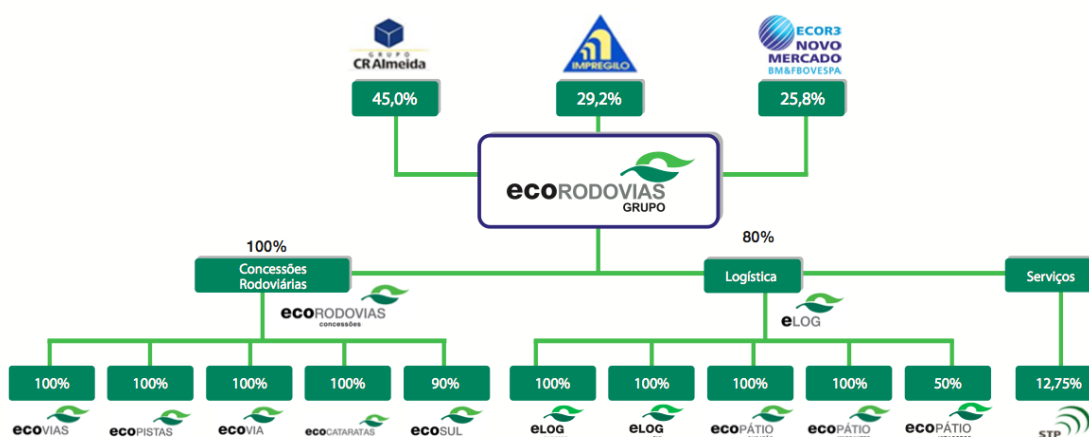 GRUPO
CR Almeida
IMPREGILO
ECOR3
NOVO
MERCADO
BM&FBOVESPA
45,0%
29,2%
25,8%
ecoRODOVIAS
GRUPO
100%
80%
Concessões
Rodoviárias
Logística
Serviços
ecoRODOVIAS
concessões
eLOG
100%
100%
100%
100%
90%
100%
100%
100%
100%
50%
12,75%
ecoVIAS
ecoPISTAS
ecoVIA
ecoCATARATAS
ecoSUL
eLOG
eLOG
ecoPÁTIO
ecoPÁTIO
ecoPÁTIO
STP